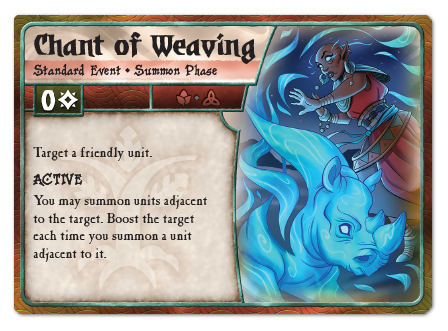 Chant of Weaving
Standard Event • Summon Phase
0
Target a friendly unit.
ACTIVE
You may summon units adjacent
to the target. Boost the target
each time you summon a unit
adjacent to it.